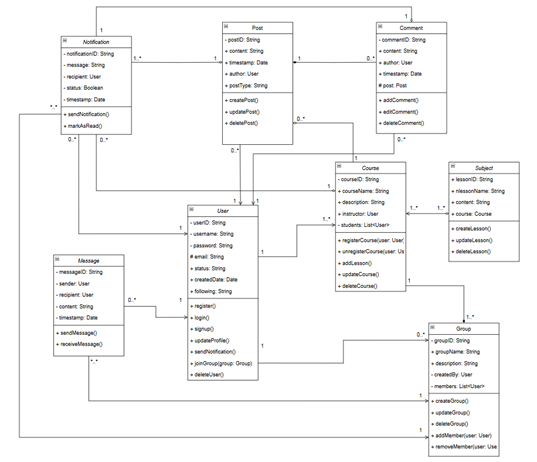 Notification
- notificationID: String
- message: String
- recipient: User
- status: Boolean
- timestamp: Date
+ sendNotification()
+ markAsRead()
Post
- postID: String
+ content: String
+ timestamp: Date
+ author: User
+ postType: String
+ createPost()
+ updatePost()
+ deletePost()
Comment
- commentID: String
+ content: String
+ author: User
+ timestamp: Date
# post: Post
+ addComment()
+ editComment()
+ deleteComment()
Course
- courseID: String
+ courseName: String
+ description: String
+ instructor: User
- students: List<User>
+ registerCourse(user: User)
+ unregisterCourse(user: Us
+ addLesson()
+ updateCourse()
+ deleteCourse()
Subject
+ lessonID: String
+ nlessonName: String
+ content: String
+ course: Course
+ createLesson()
+ updateLesson()
+ deleteLesson()
User
- userID: String
- username: String
- password: String
# email: String
+ status: String
+ createdDate: Date
+ following: String
+ register()
+ login()
+ signup()
+ updateProfile()
+ sendNotification()
+ joinGroup(group: Group)
+ deleteUser()
Message
- messageID: String
- sender: User
- recipient: User
- content: String
- timestamp: Date
+ sendMessage()
+ receiveMessage()
Group
- groupID: String
+ groupName: String
+ description: String
- createdBy: User
- members: List<User>
+ createGroup()
+ updateGroup()
+ deleteGroup()
+ addMember(user: User)
+ removeMember(user: Use
1
1
1..*
1
1
0..*
*..*
0..*
0..*
0..*
1
1
0..*
0..*
1
1
1
1..*
1..*
1..*
1
1
0..*
1
1
0..*
1
1..*
*..*
1
1